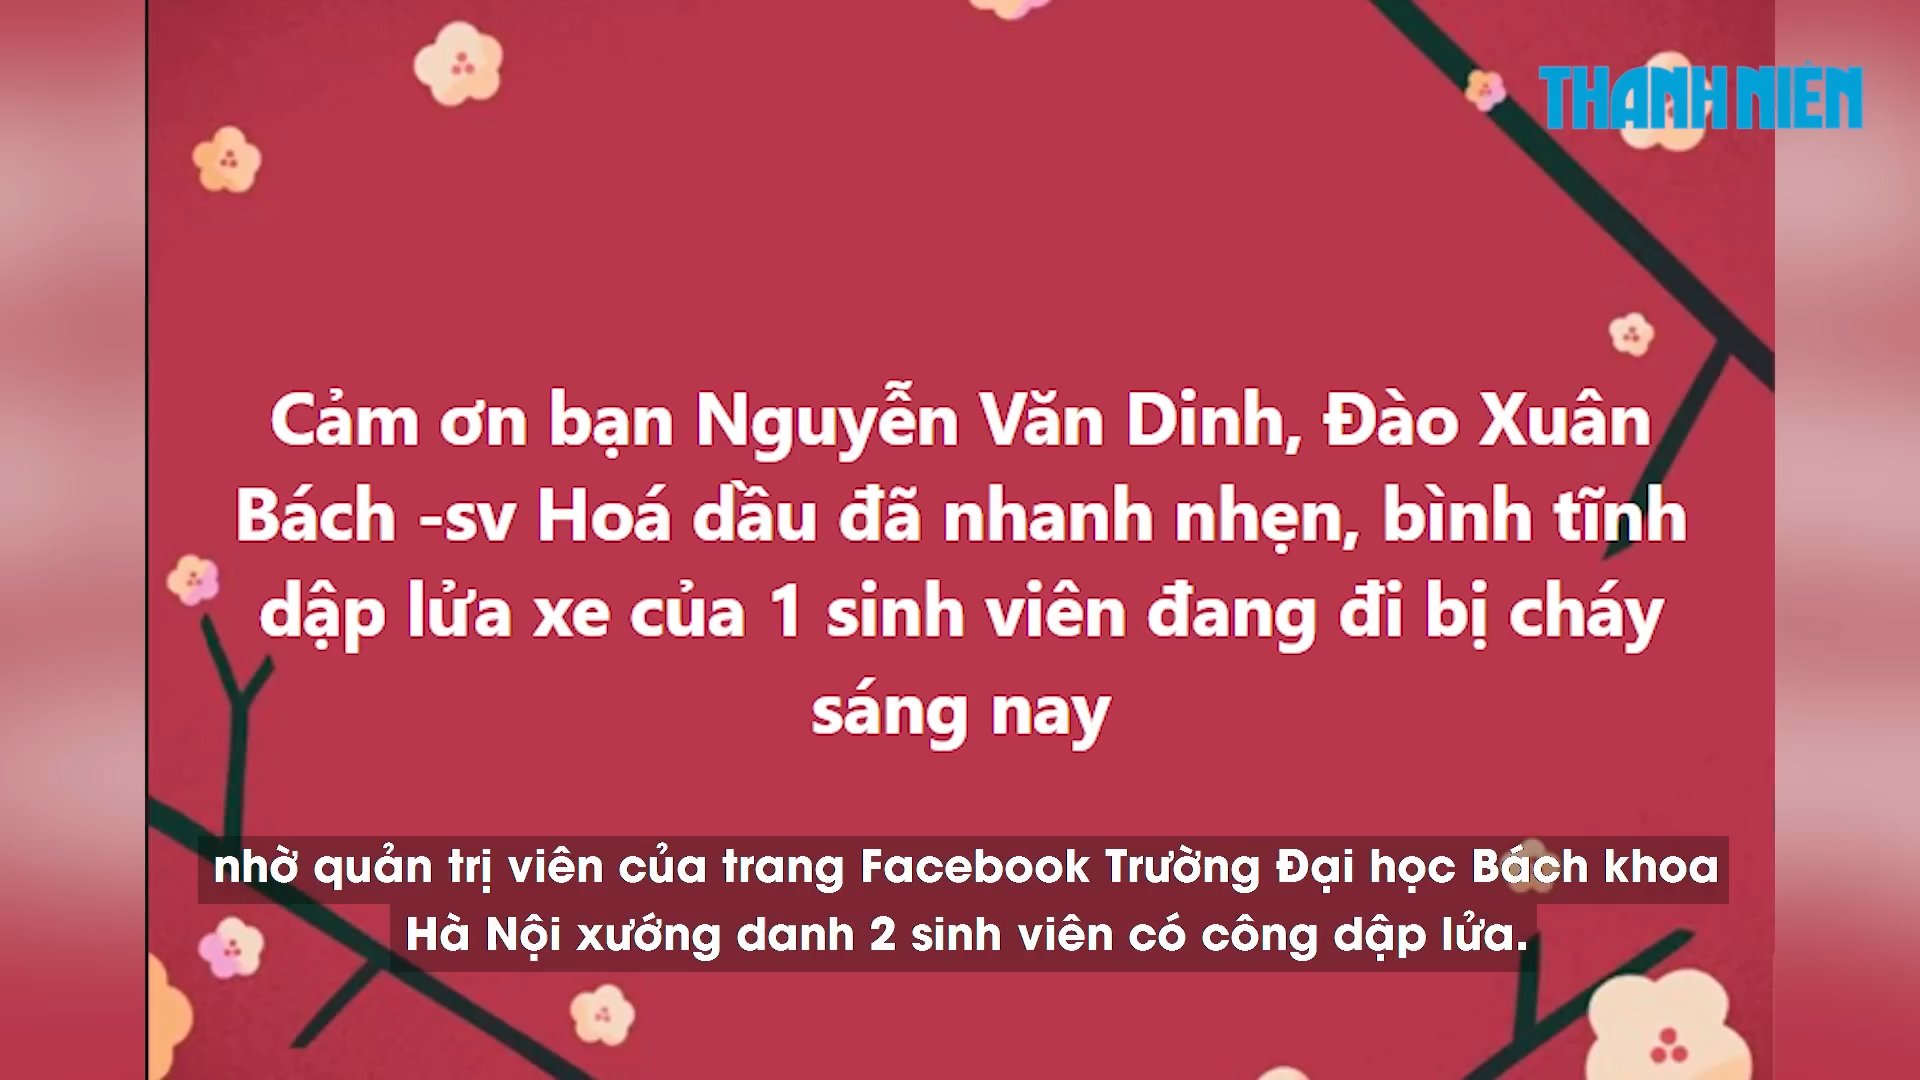 THANH NIÊN
Cảm ơn bạn Nguyễn Văn Dinh, Đào Xuân
Bách -sv Hoá dầu đã nhanh nhẹn, bình tĩnh
dập lửa xe của 1 sinh viên đang đi bị cháy
sáng nay
nhờ quản trị viên của trang Facebook Trường Đại học Bách khoa
Hà Nội xướng danh 2 sinh viên có công dập lửa.